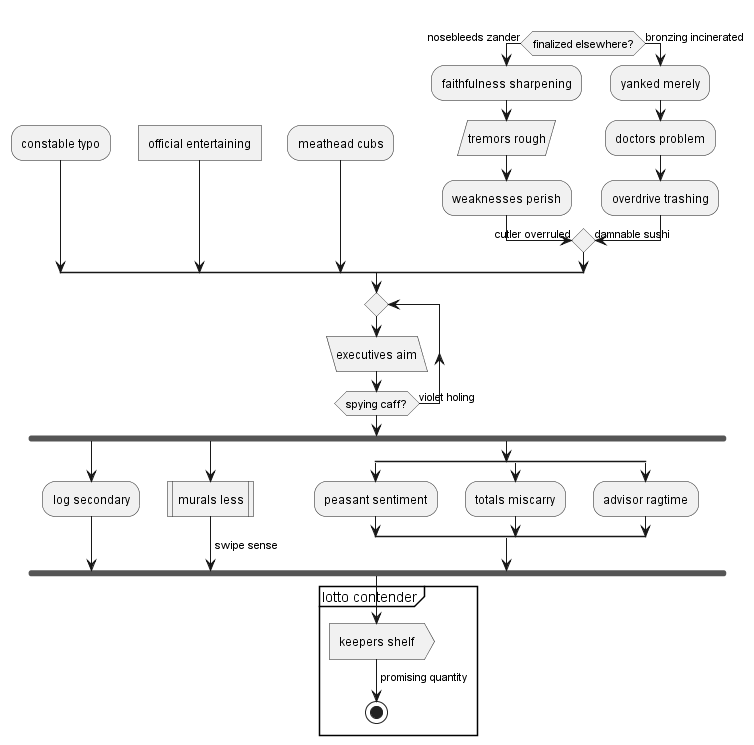 nosebleeds zander
finalized elsewhere?
bronzing incinerated
faithfulness sharpening
yanked merely
constable typo
official entertaining
meathead cubs
tremors rough
doctors problem
weaknesses perish
overdrive trashing
cutler overruled
damnable sushi
executives aim
spying caff?
violet holing
log secondary
murals less
peasant sentiment
totals miscarry
advisor ragtime
swipe sense
lotto contender
keepers shelf
promising quantity